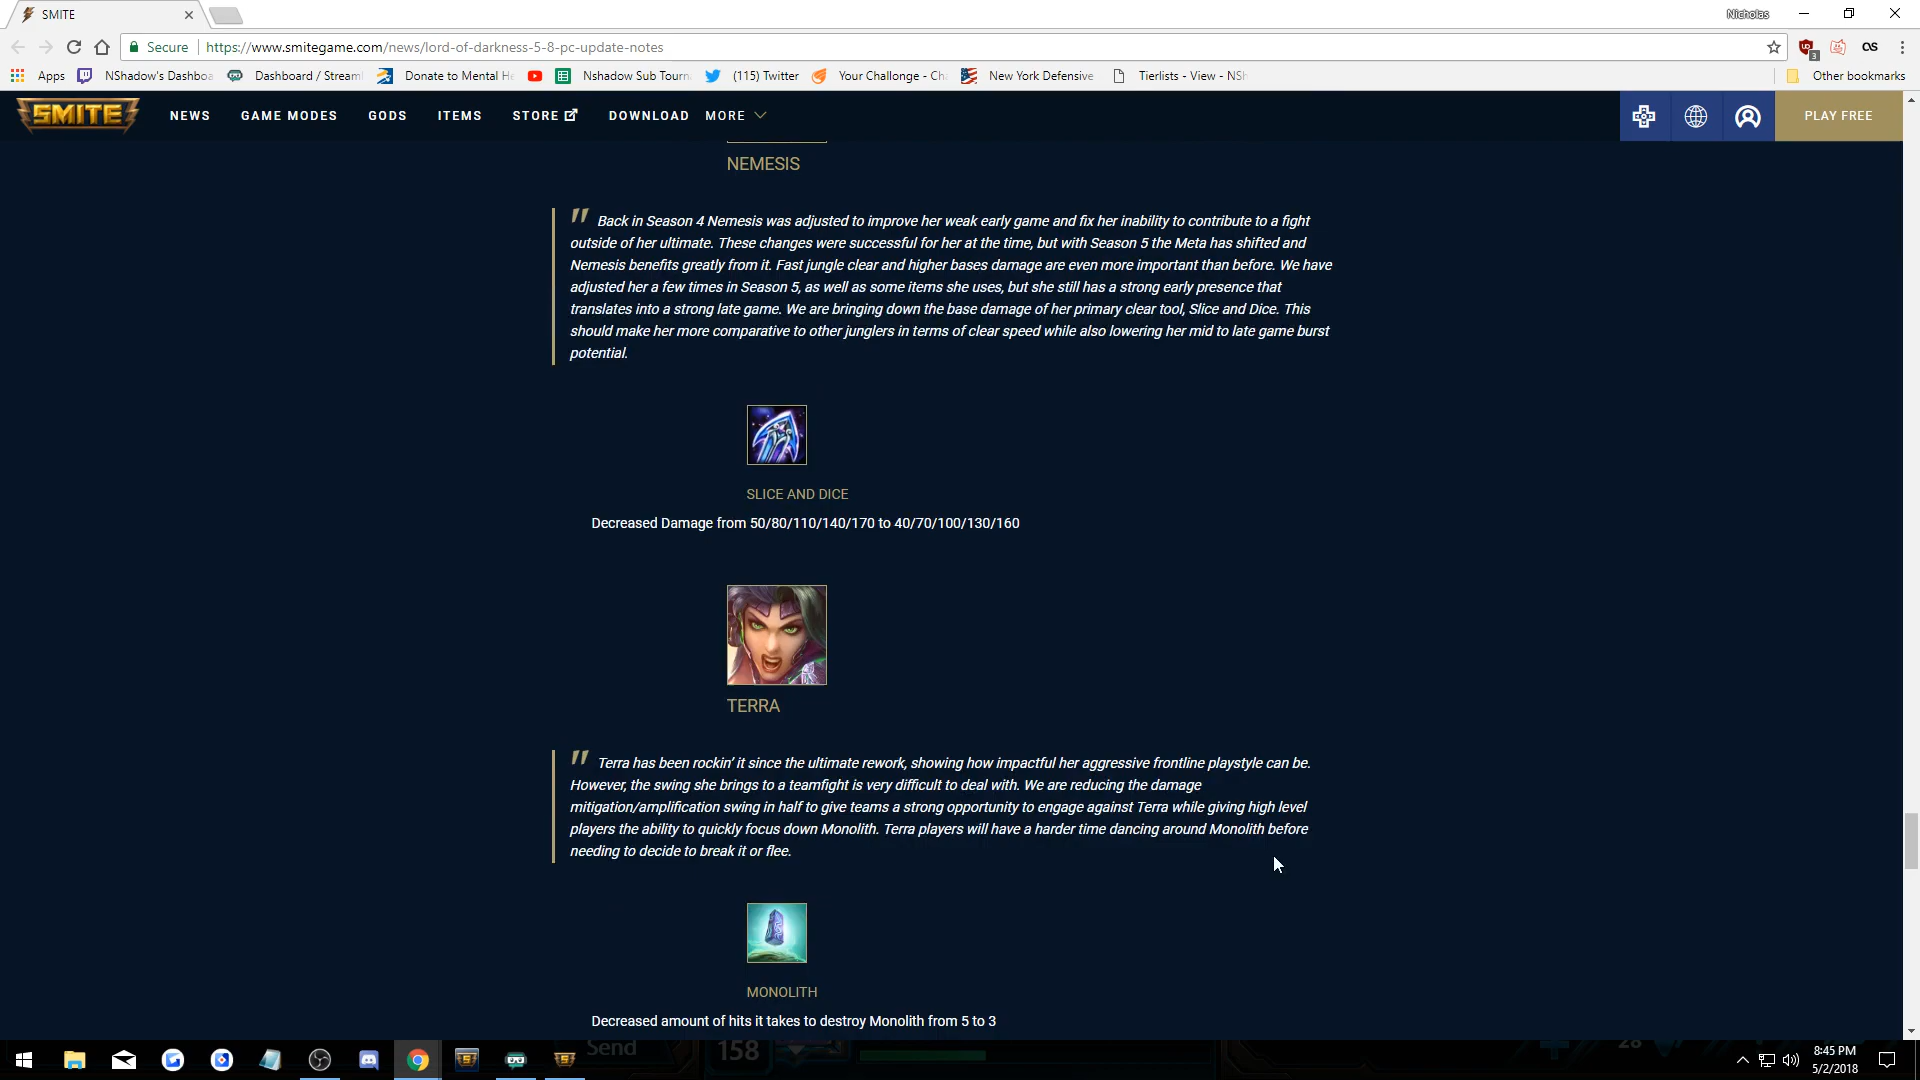 SMITE
Nicholas
Secure https://www.smitegame.com/news/lord-of-darkness-5-8-pc-update-notes
3
Apps NShadow's Dashboa Dashboard / Stream Donate to Mental H Nshadow Sub Tourn (115) Twitter Your Challonge - Ch New York Defensive Tierlists - View - NSh Other bookmarks
SMITE NEWS GAME MODES GODS ITEMS STORE DOWNLOAD MORE PLAY FREE
NEMESIS
" Back in Season 4 Nemesis was adjusted to improve her weak early game and fix her inability to contribute to a fight
outside of her ultimate. These changes were successful for her at the time, but with Season 5 the Meta has shifted and
Nemesis benefits greatly from it. Fast jungle clear and higher bases damage are even more important than before. We have
adjusted her a few times in Season 5, as well as some items she uses, but she still has a strong early presence that
translates into a strong late game. We are bringing down the base damage of her primary clear tool, Slice and Dice. This
should make her more comparative to other junglers in terms of clear speed while also lowering her mid to late game burst
potential.
SLICE AND DICE
Decreased Damage from 50/80/110/140/170 to 40/70/100/130/160
TERRA
" Terra has been rockin' it since the ultimate rework, showing how impactful her aggressive frontline playstyle can be.
However, the swing she brings to a teamfight is very difficult to deal with. We are reducing the damage
mitigation/amplification swing in half to give teams a strong opportunity to engage against Terra while giving high level
players the ability to quickly focus down Monolith. Terra players will have a harder time dancing around Monolith before
needing to decide to break it or flee.
MONOLITH
Decreased amount of hits it takes to destroy Monolith from 5 to 3
Send 158 28
8:45 PM
5/2/2018